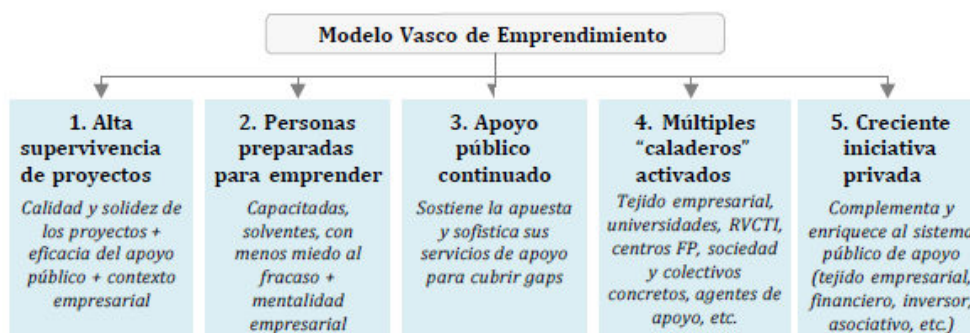 Modelo Vasco de Emprendimiento
1. Alta
supervivencia
de proyectos
Calidad y solidez de
los proyectos +
eficacia del apoyo
público + contexto
empresarial
2. Personas
preparadas
para emprender
Capacitadas,
solventes, con
menos miedo al
fracaso +
mentalidad
empresarial
3. Apoyo
público
continuado
Sostiene la apuesta
y sofistica sus
servicios de apoyo
para cubrir gaps
4. Múltiples
“caladeros”
activados
Tejido empresarial,
universidades, RVCTI,
centros FP, sociedad
y colectivos
concretos, agentes de
apoyo, etc.
5. Creciente
iniciativa
privada
Complementa y
enriquece al sistema
público de apoyo
(tejido empresarial,
financiero, inversor,
asociativo, etc.)